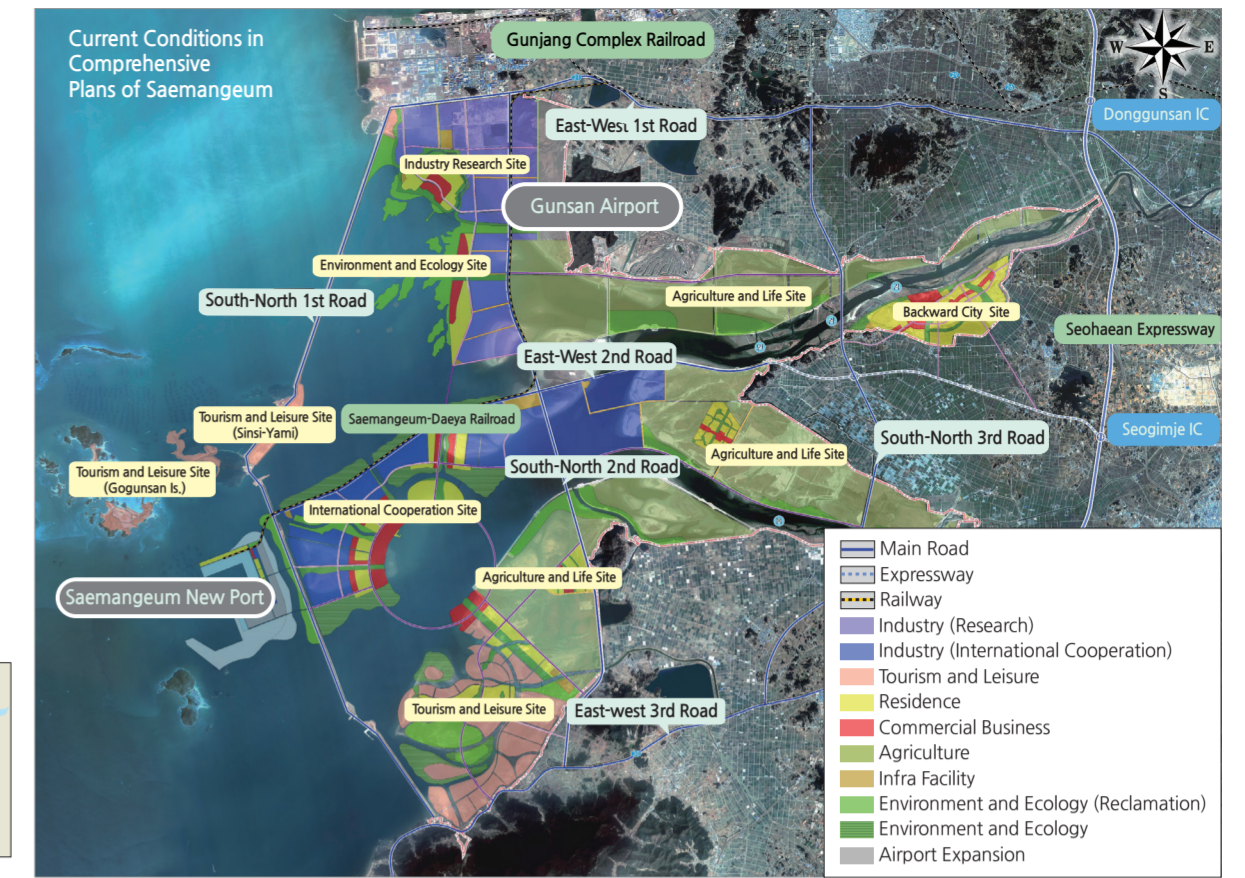 Current Conditions in
Comprehensive
Plans of Saemangeum
Gunjang Complex Railroad
W E
S
Donggunsan IC
East-West 1st Road
Industry Research Site
Gunsan Airport
Environment and Ecology Site
South-North 1st Road
Agriculture and Life Site
Backward City Site
Seohaean Expressway
East-West 2nd Road
Tourism and Leisure Site
(Sinsi-Yami)
Saemangeum-Daeya Railroad
Seogimje IC
South-North 3rd Road
Agriculture and Life Site
South-North 2nd Road
Tourism and Leisure Site
(Gogunsan Is.)
International Cooperation Site
Agriculture and Life Site
Saemangeum New Port
Tourism and Leisure Site
East-west 3rd Road
Main Road
Expressway
Railway
Industry (Research)
Industry (International Cooperation)
Tourism and Leisure
Residence
Commercial Business
Agriculture
Infra Facility
Environment and Ecology (Reclamation)
Environment and Ecology
Airport Expansion